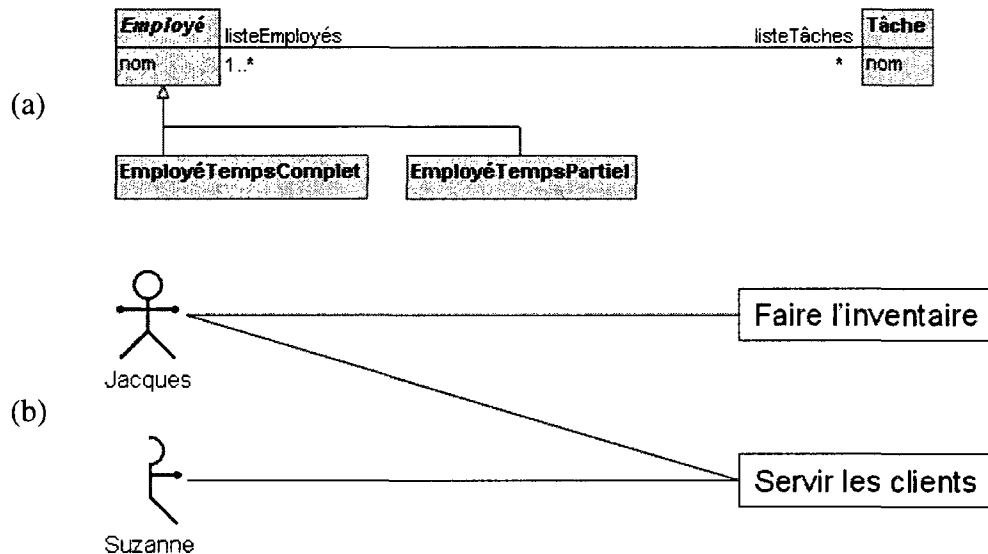 Employé
listeEmployés
listeTâches
Tâche
nom
1..*
*
nom
(a)
EmployéTempsComplet
EmployéTempsPartiel
Faire l'inventaire
Jacques
(b)
Servir les clients
Suzanne